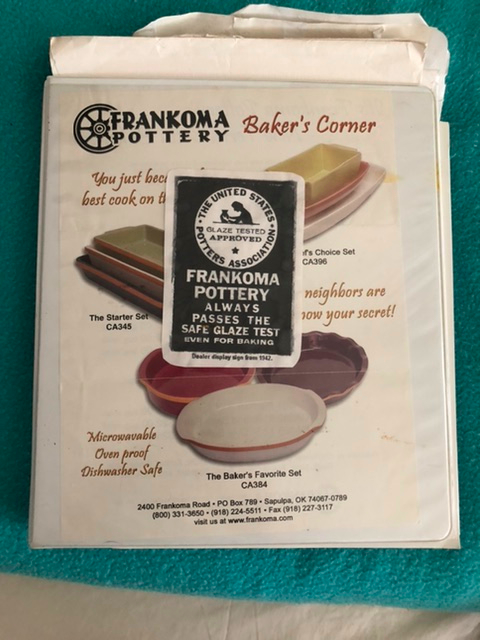 FRANKOMA
POTTERY
Baker's Corner
You just
best cook on
THE UNITED STATES
POTTERS ASSOCIATION
GLAZE TESTED
APPROVED
FRANKOMA
POTTERY
ALWAYS
PASSES THE
SAFE GLAZE TEST
EVEN FOR BAKING
Dealer display sign from 1942.
Choice Set
CA396
neighbors are
your secret!
The Starter Set
CA345
Microwavable
Oven proof
Dishwasher Safe
The Baker's Favorite Set
CA384
2400 Frankoma Road • PO Box 789 • Sapulpa, OK 74067-0789
(800) 331-3650 • (918) 224-5511 • Fax (918) 227-3117
visit us at www.frankoma.com